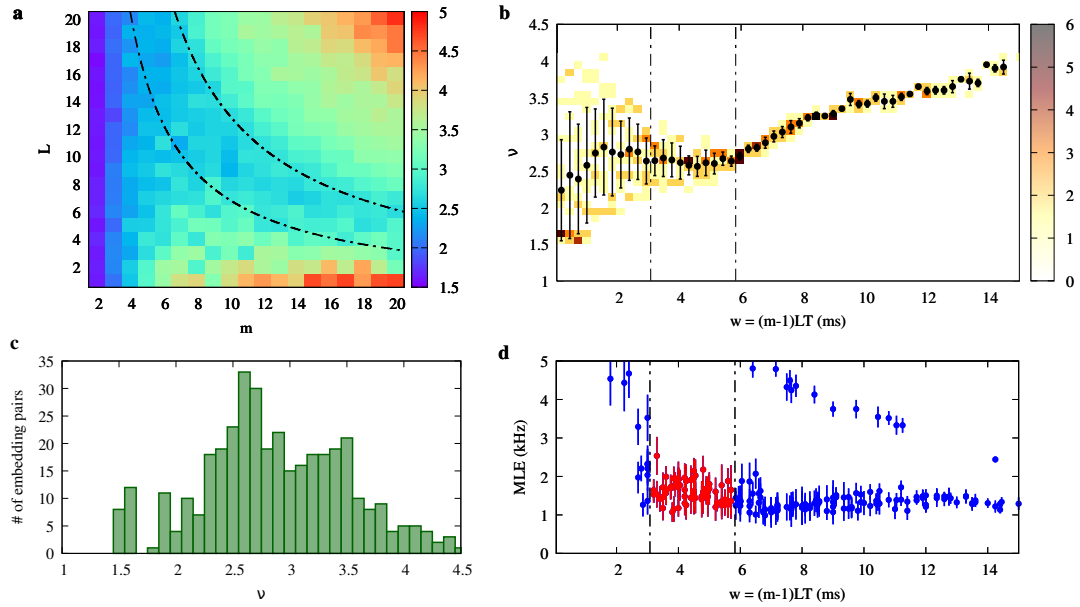 a
L
20
18
16
14
12
10
8
6
4
2
2 4 6 8 10 12 14 16 18 20
m
5
4.5
4
3.5
3
2.5
2
1.5
b
ν
4.5
4
3.5
3
2.5
2
1.5
1
2 4 6 8 10 12 14
w = (m-1)LT (ms)
6
5
4
3
2
1
0
c
# of embedding pairs
35
30
25
20
15
10
5
0
1 1.5 2 2.5 3 3.5 4 4.5
ν
d
MLE (kHz)
5
4
3
2
1
0
2 4 6 8 10 12 14
w = (m-1)LT (ms)